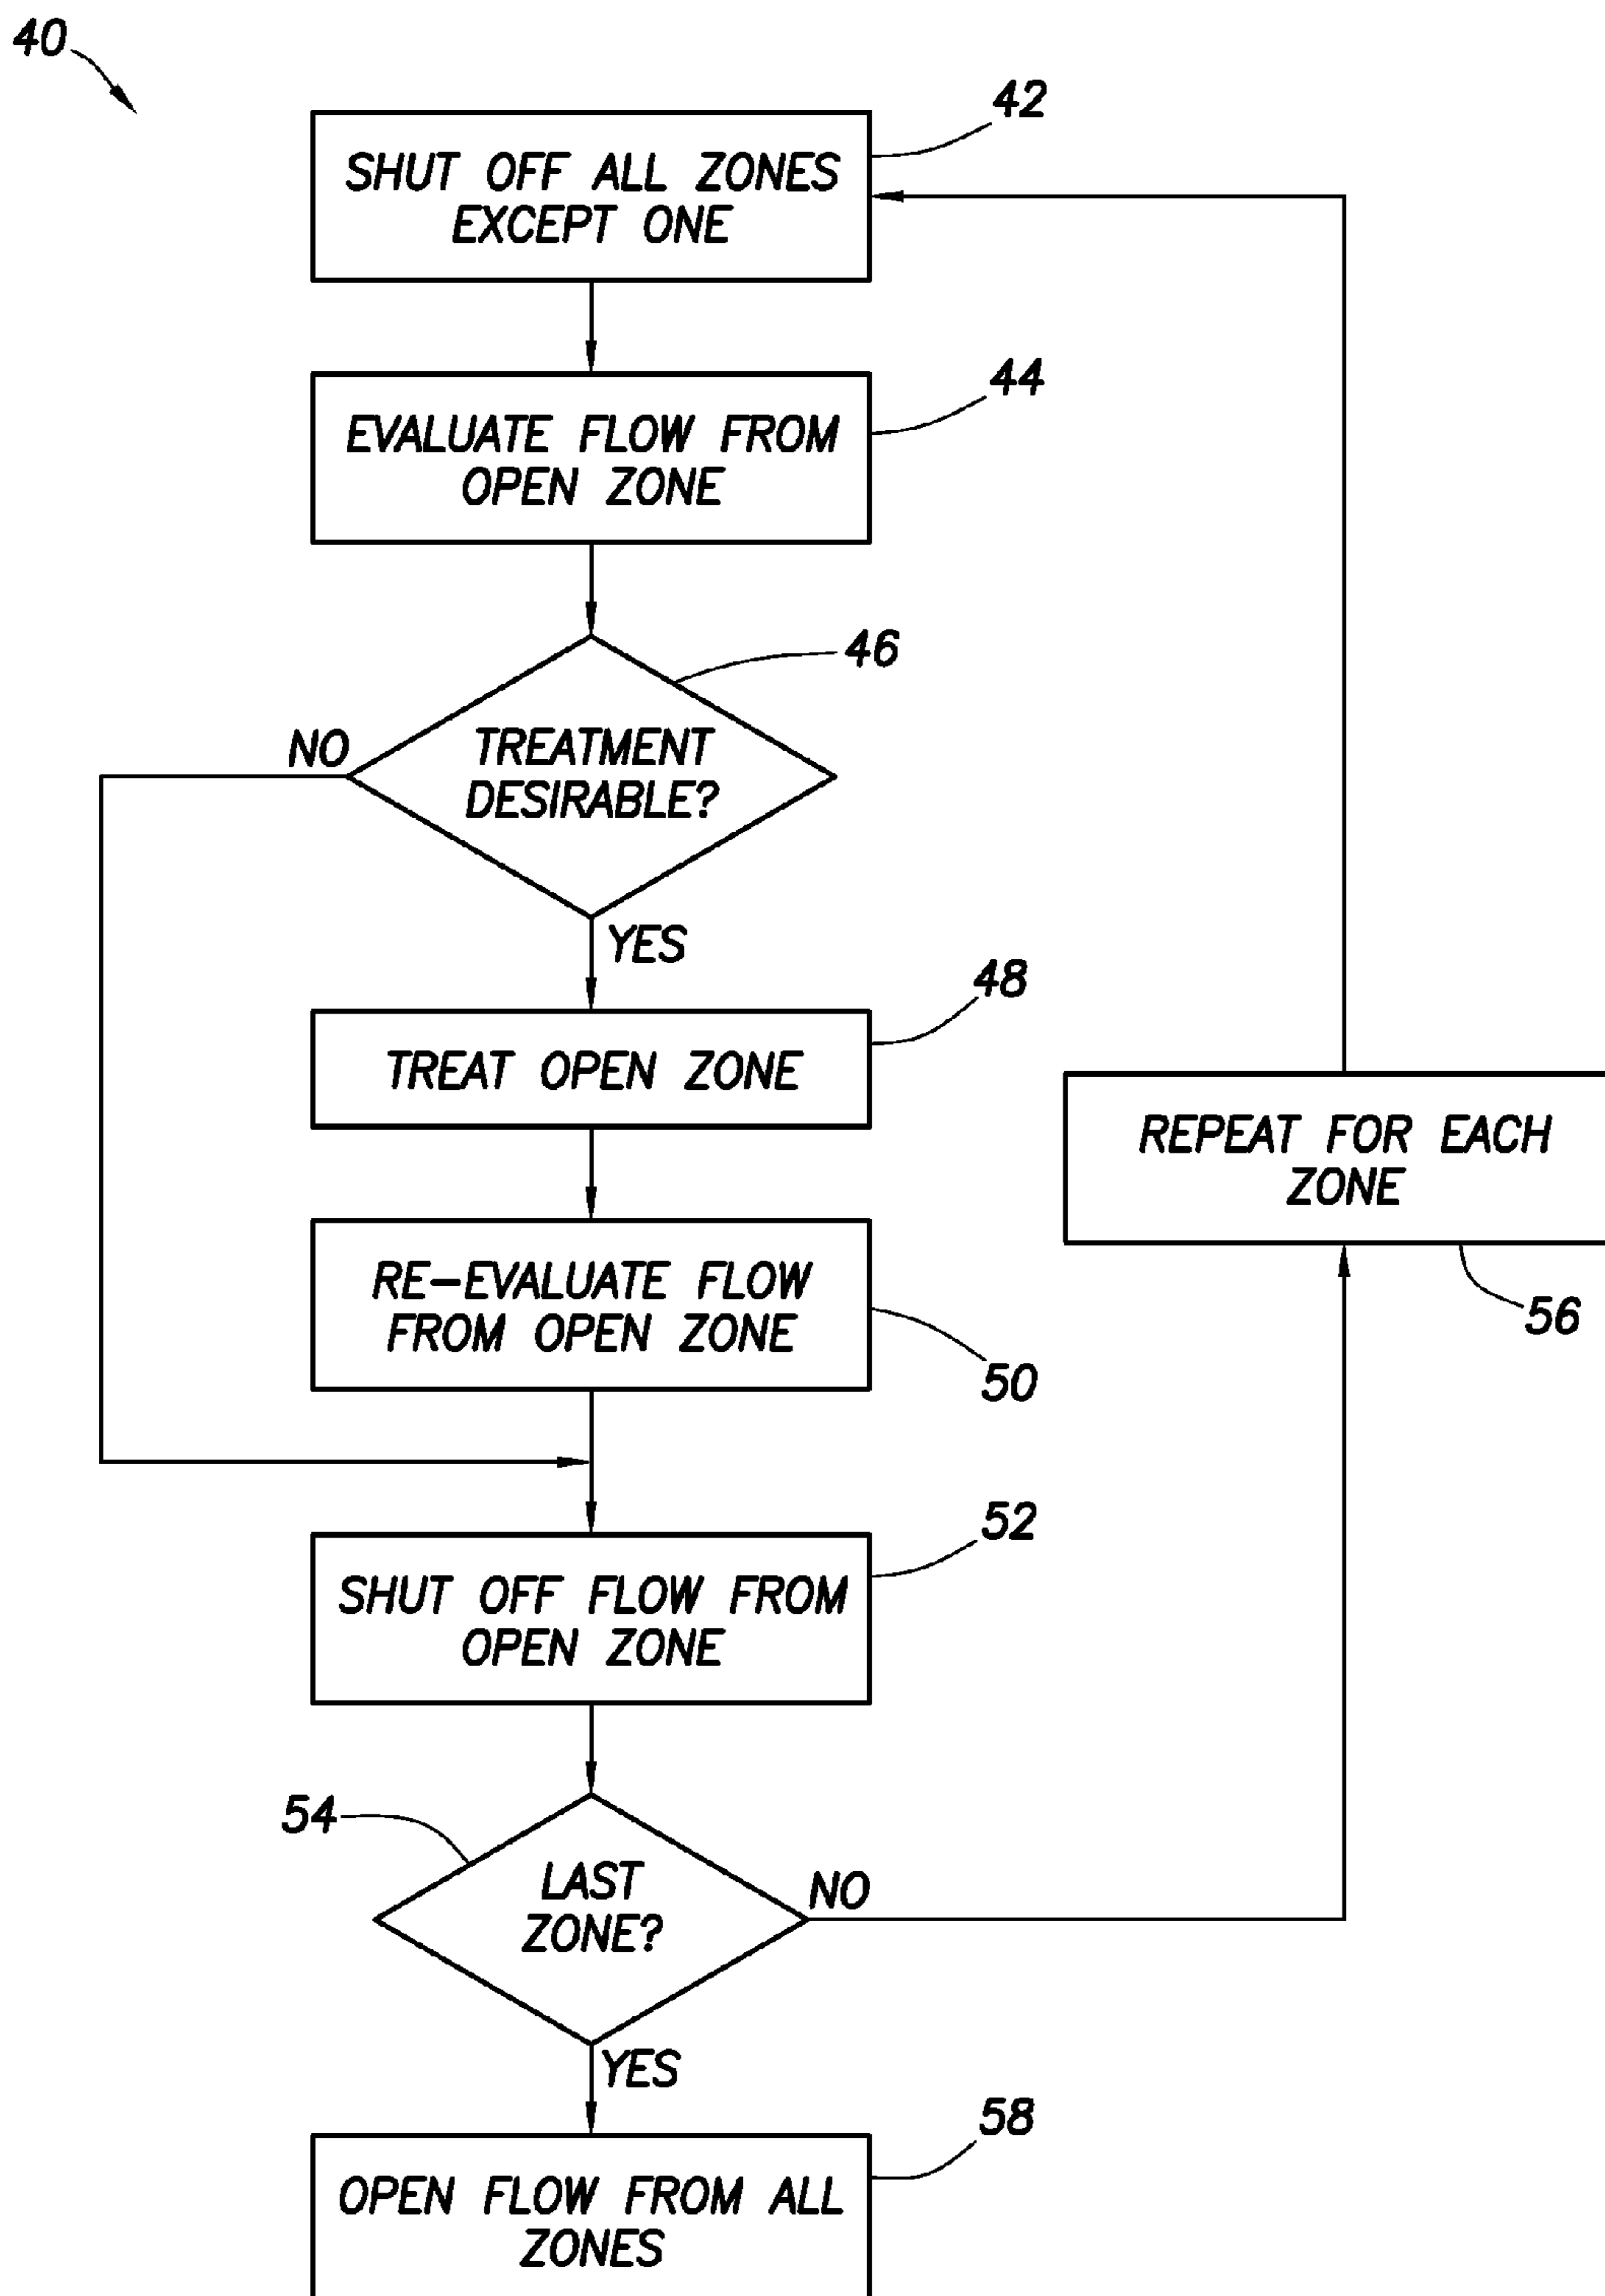 40
42
SHUT OFF ALL ZONES
EXCEPT ONE
44
EVALUATE FLOW FROM
OPEN ZONE
46
NO
TREATMENT
DESIRABLE?
YES
48
TREAT OPEN ZONE
REPEAT FOR EACH
ZONE
56
RE-EVALUATE FLOW
FROM OPEN ZONE
50
52
SHUT OFF FLOW FROM
OPEN ZONE
54
LAST
ZONE?
NO
YES
58
OPEN FLOW FROM ALL
ZONES